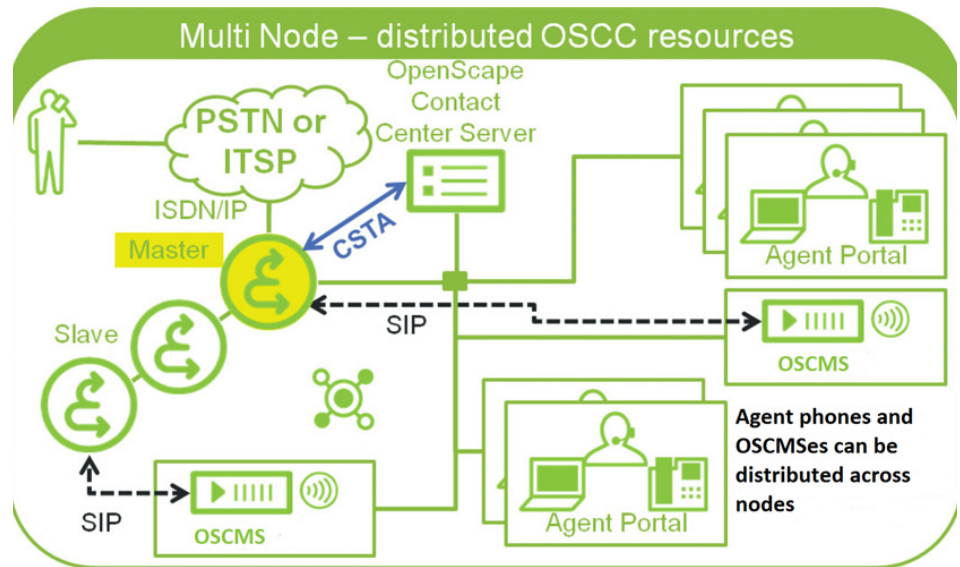 Multi Node – distributed OSCC resources
OpenScape
Contact
Center Server
PSTN or
ITSP
ISDN/IP
Master
CSTA
Agent Portal
SIP
Slave
OSCMS
Agent phones and
OSCMSes can be
distributed across
nodes
Agent Portal
SIP
OSCMS